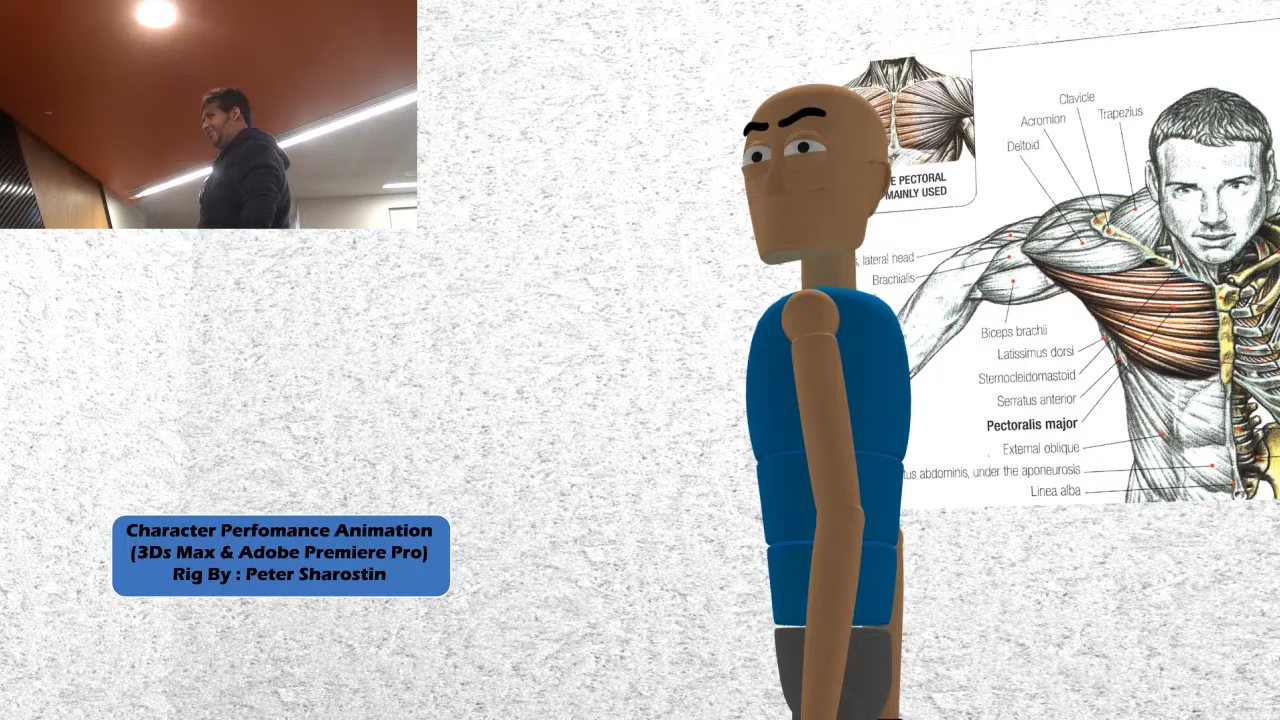 Clavicle
Acromion
Trapezius
Deltoid
PECTORAL
MAINLY USED
lateral head
Brachialis
Biceps brachii
Latissimus dorsi
Sternocleidomastoid
Serratus anterior
Pectoralis major
External oblique
abdominis, under the aponeurosis
Linea alba
Character Perfomance Animation
(3Ds Max & Adobe Premiere Pro)
Rig By : Peter Sharostin